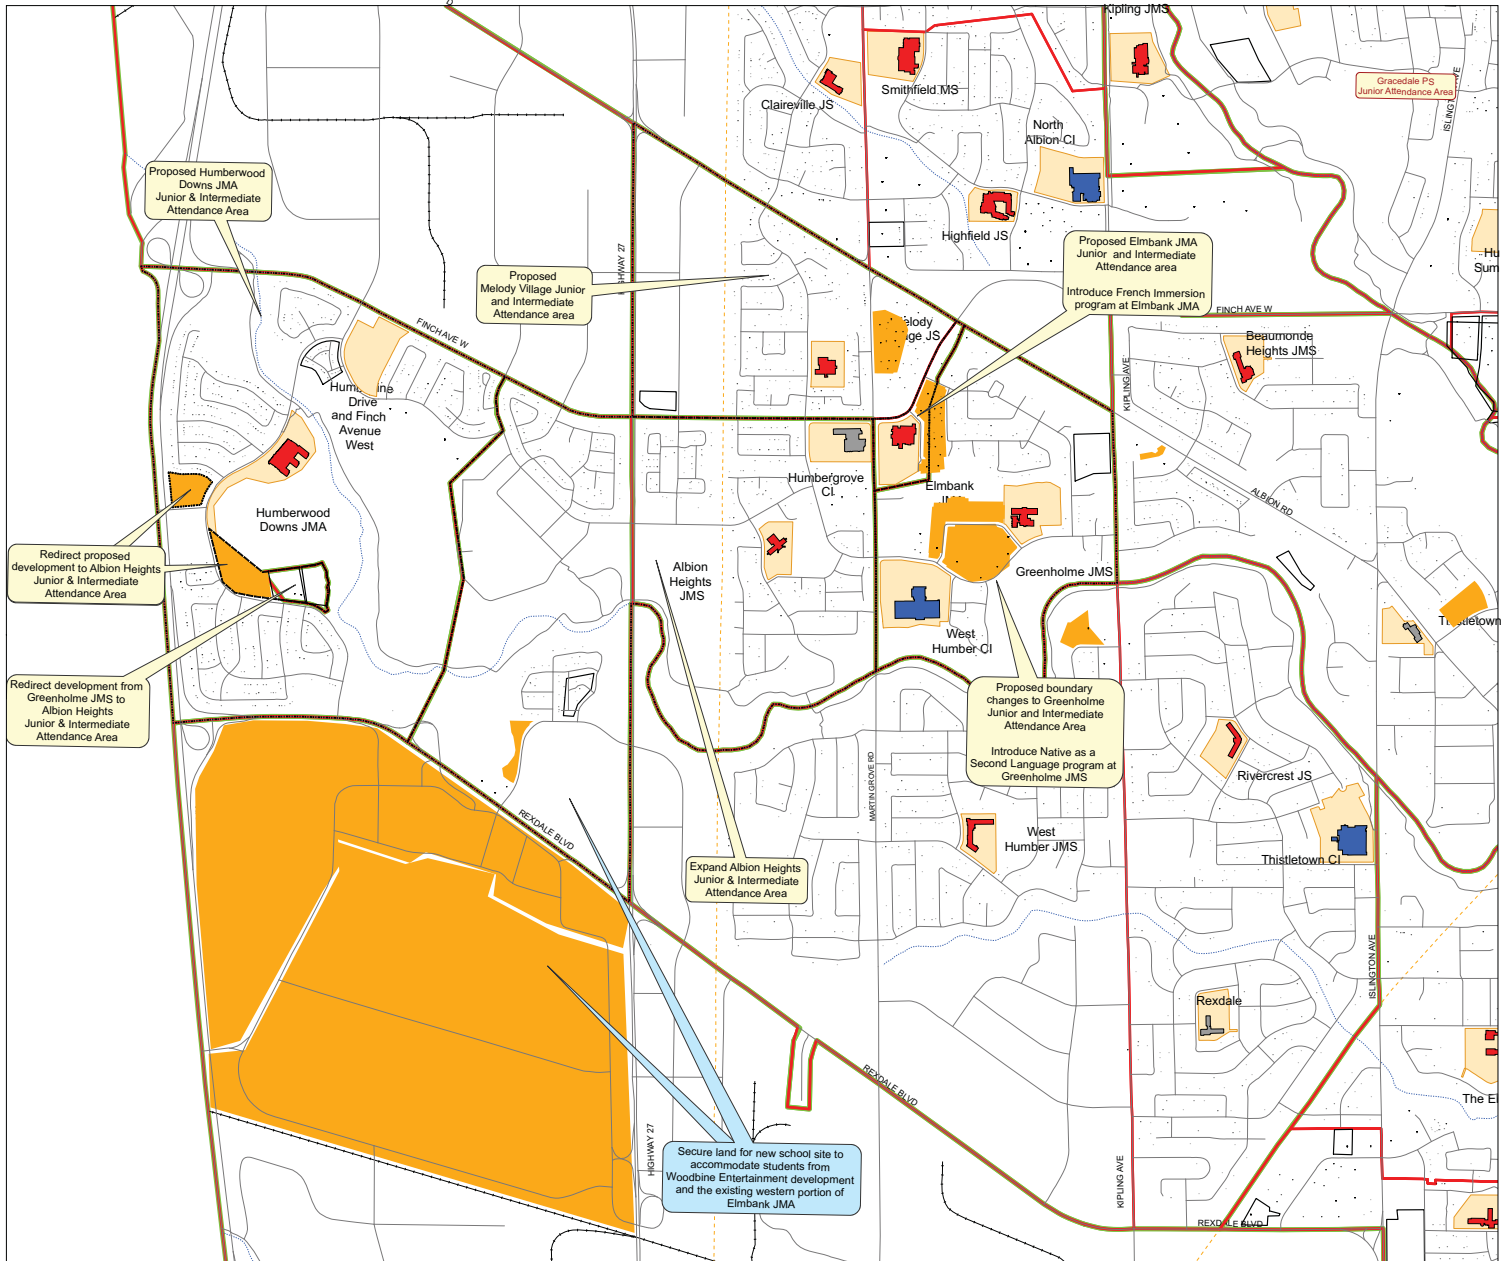 Kipling JMS
Gracedale PS
Junior Attendance Area
ISLINGTON AVE
Smithfield MS
Claireville JS
North
Albion CI
Proposed Humberwood
Downs JMA
Junior & Intermediate
Attendance Area
Highfield JS
Proposed Elmbank JMA
Junior and Intermediate
Attendance area
Introduce French Immersion
program at Elmbank JMA
HIGHWAY 27
Proposed
Melody Village Junior
and Intermediate
Attendance area
FINCH AVE W
FINCH AVE W
elody
age JS
Beaumonde
Heights JMS
KIPLING AVE
Drive
and Finch
Avenue
West
Humbergrove
CI
Elmbank
ALBION RD
Humberwood
Downs JMA
Redirect proposed
development to Albion Heights
Junior & Intermediate
Attendance Area
Albion
Heights
JMS
Greenholme JMS
Thistletown
West
Humber CI
Redirect development from
Greenholme JMS to
Albion Heights
Junior & Intermediate
Attendance Area
Proposed boundary
changes to Greenholme
Junior and Intermediate
Attendance Area
Introduce Native as a
Second Language program at
Greenholme JMS
MARTIN GROVE RD
Rivercrest JS
REXDALE BLVD
West
Humber JMS
Thistletown CI
Expand Albion Heights
Junior & Intermediate
Attendance Area
ISLINGTON AVE
Rexdale
REXDALE BLVD
The El
HIGHWAY 27
Secure land for new school site to
accommodate students from
Woodbine Entertainment development
and the existing western portion of
Elmbank JMA
KIPLING AVE
REXDALE BLVD